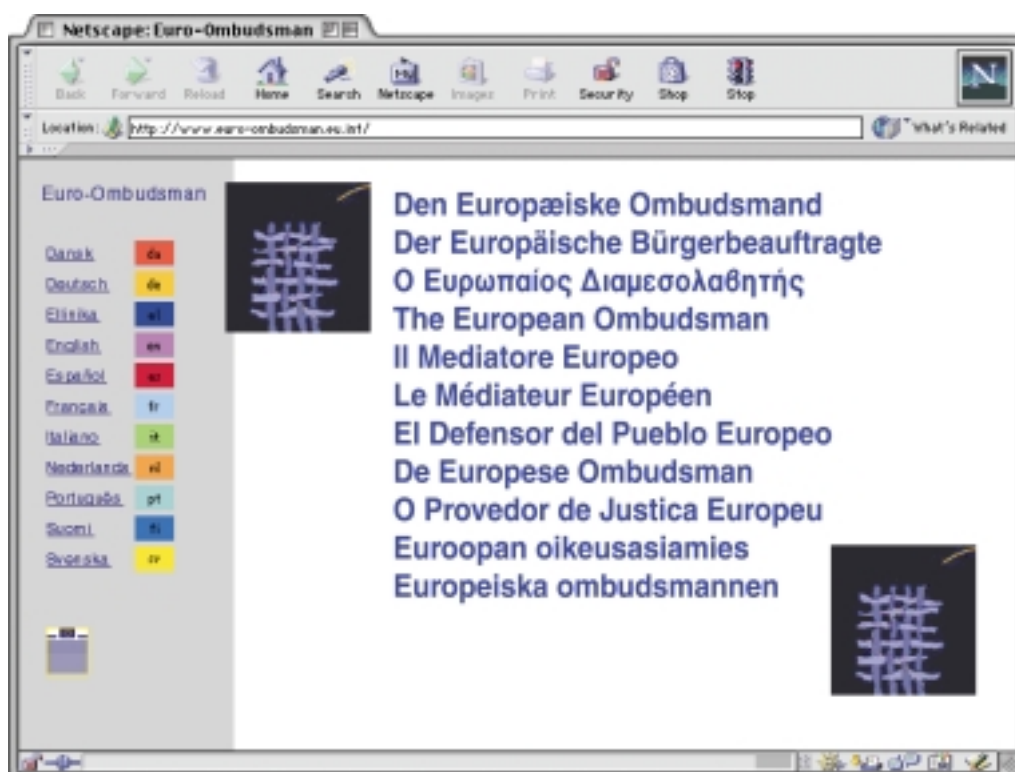 Netscape: Euro-Ombudsman
Back Forward Reload Home Search Netscape Images Print Security Shop Stop
Location: http://www.euro-ombudsman.eu.int/ What's Related
Euro-Ombudsman
Dansk da
Deutsch de
Ellinika el
English en
Español es
Français fr
Italiano it
Nederlands nl
Português pt
Suomi fi
Svenska sv
Den Europæiske Ombudsmand
Der Europäische Bürgerbeauftragte
Ο Ευρωπαίος Διαμεσολαβητής
The European Ombudsman
Il Mediatore Europeo
Le Médiateur Européen
El Defensor del Pueblo Europeo
De Europese Ombudsman
O Provedor de Justica Europeu
Euroopan oikeusasiamies
Europeiska ombudsmannen